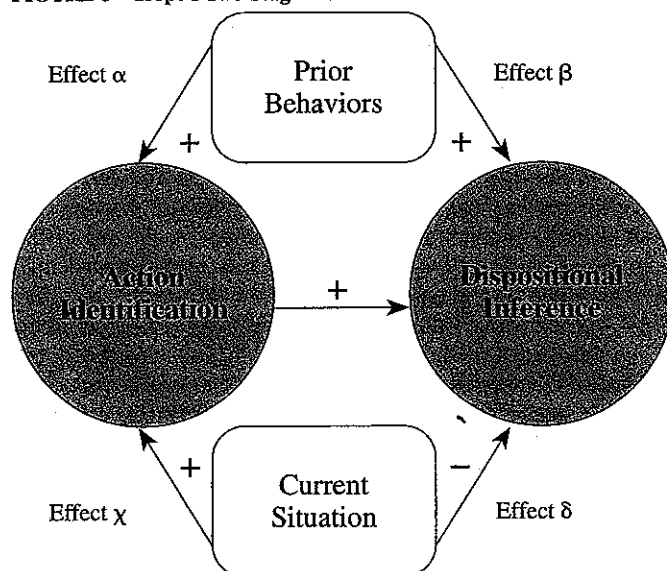 Effect α
Prior
Behaviors
Effect β
+
+
Action
Identification
+
Dispositional
Inference
+
Current
Situation
−
Effect χ
Effect δ